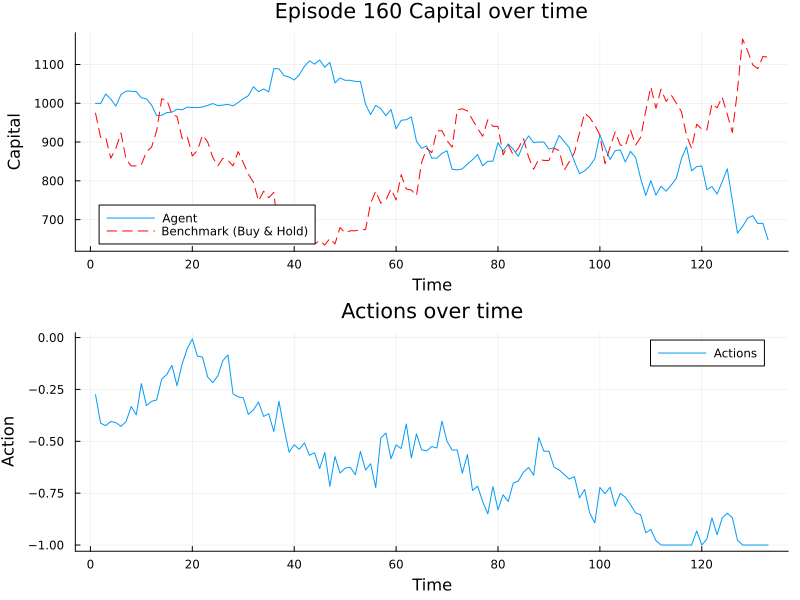 Episode 160 Capital over time
Capital
1100
1000
900
800
700
Agent
Benchmark (Buy & Hold)
0 20 40 60 80 100 120
Time
Actions over time
Action
0.00
−0.25
−0.50
−0.75
−1.00
Actions
0 20 40 60 80 100 120
Time